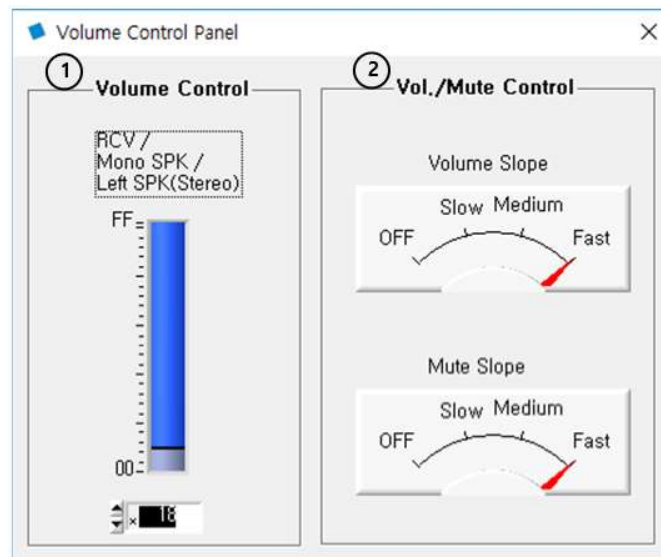 Volume Control Panel
1
Volume Control
RCV /
Mono SPK /
Left SPK(Stereo)
FF
00
x 18
2
Vol./Mute Control
Volume Slope
OFF Slow Medium Fast
Mute Slope
OFF Slow Medium Fast